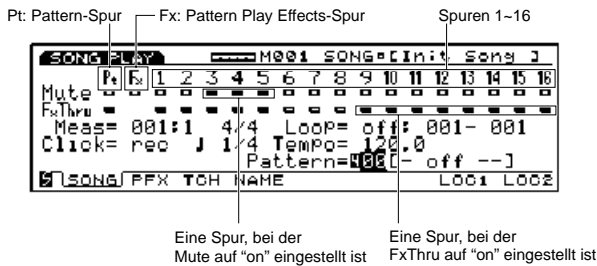 Pt: Pattern-Spur Fx: Pattern Play Effects-Spur Spuren 1~16
SONG PLAY M001 SONG=[Init Song ]
Pt Fx 1 2 3 4 5 6 7 8 9 10 11 12 13 14 15 16
Mute
FxThru
Meas= 001:1 4/4 Loop= off: 001- 001
Click= rec ♩ 1/4 Tempo= 120.0
Pattern=U00[- off --]
S SONG PFX TCH NAME LOC1 LOC2
Eine Spur, bei der
Mute auf “on” eingestellt ist
Eine Spur, bei der
FxThru auf “on” eingestellt ist